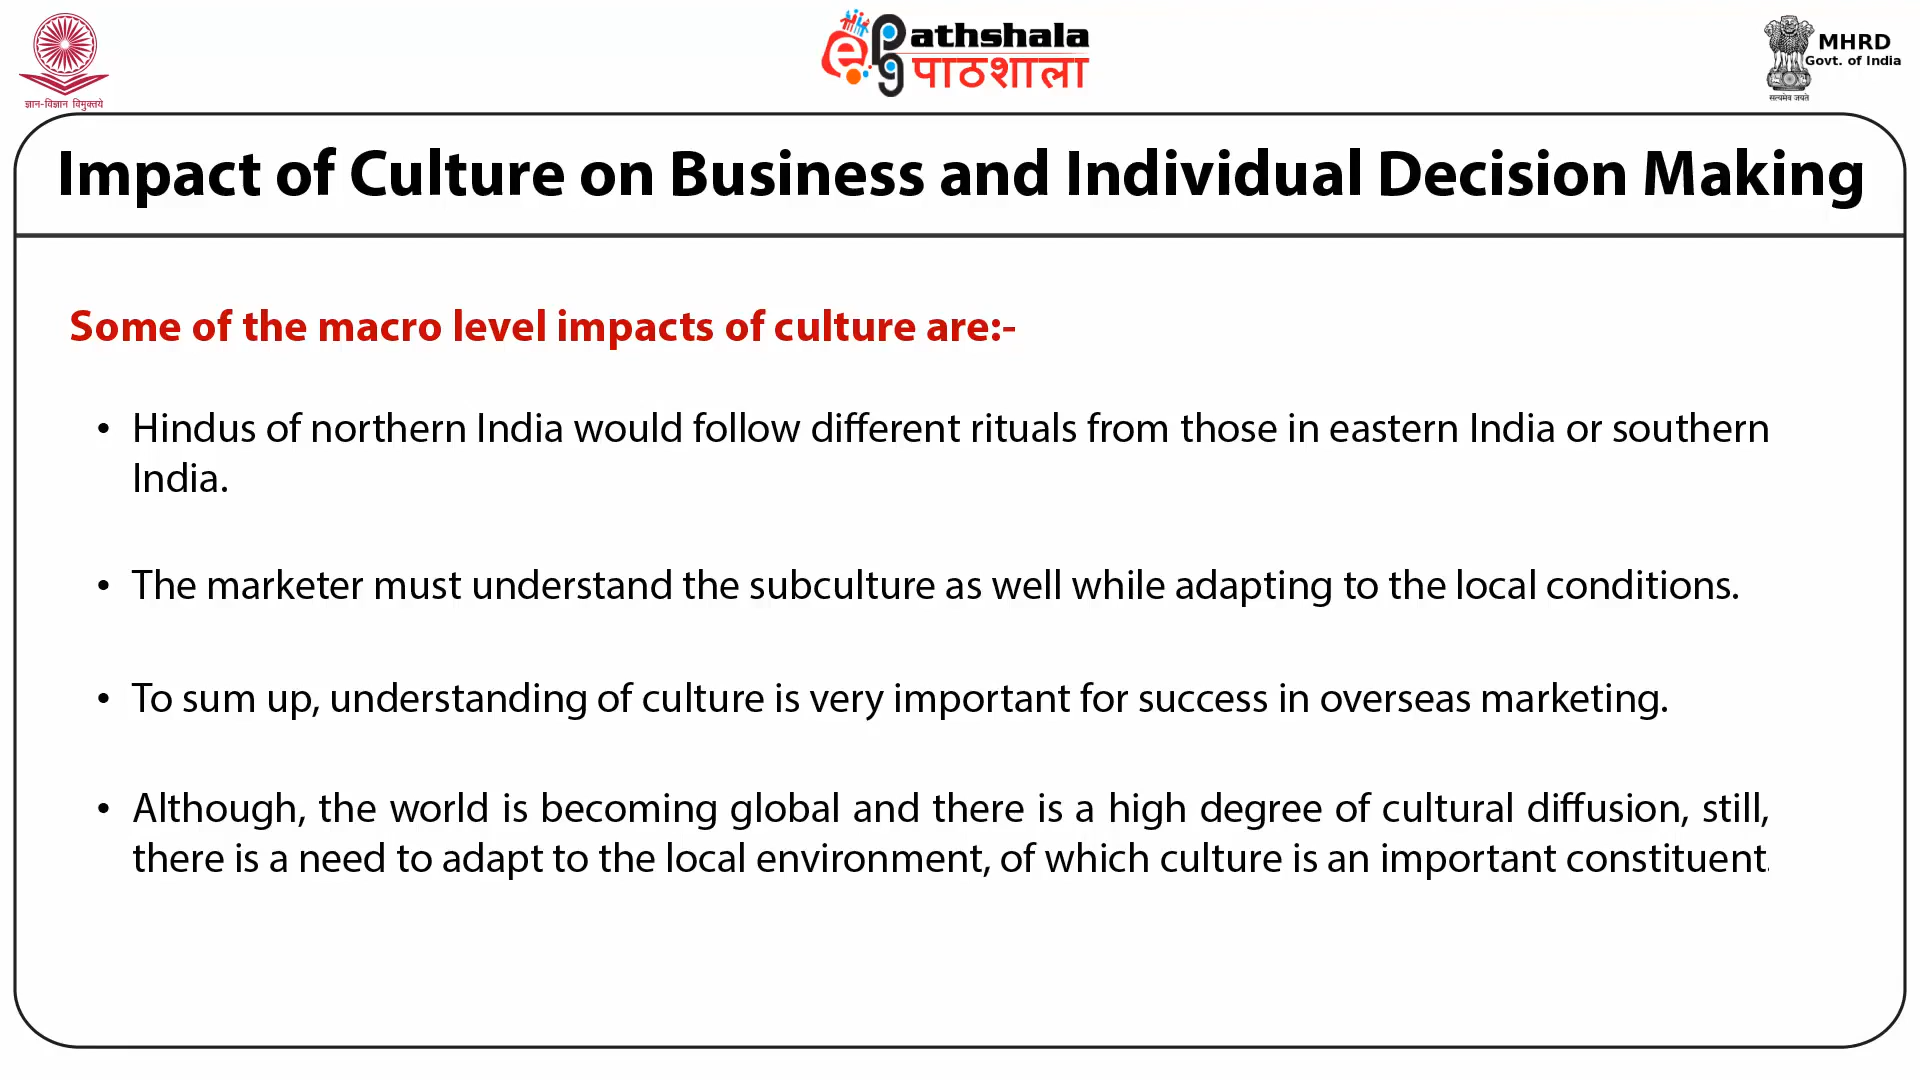 ज्ञान-विज्ञान विमुक्तये
e Pathshala
पाठशाला
MHRD
Govt. of India
सत्यमेव जयते
Impact of Culture on Business and Individual Decision Making
Some of the macro level impacts of culture are:-
• Hindus of northern India would follow different rituals from those in eastern India or southern
India.
• The marketer must understand the subculture as well while adapting to the local conditions.
• To sum up, understanding of culture is very important for success in overseas marketing.
• Although, the world is becoming global and there is a high degree of cultural diffusion, still,
there is a need to adapt to the local environment, of which culture is an important constituent.